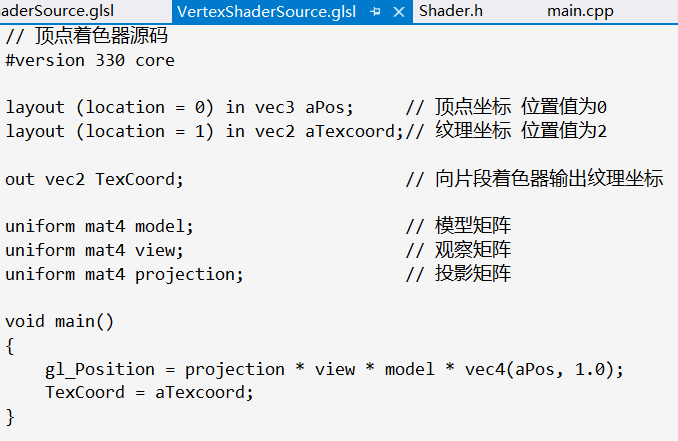 aderSource.glsl VertexShaderSource.glsl Shader.h main.cpp
// 顶点着色器源码
#version 330 core
layout (location = 0) in vec3 aPos; // 顶点坐标 位置值为0
layout (location = 1) in vec2 aTexcoord;// 纹理坐标 位置值为2
out vec2 TexCoord; // 向片段着色器输出纹理坐标
uniform mat4 model; // 模型矩阵
uniform mat4 view; // 观察矩阵
uniform mat4 projection; // 投影矩阵
void main()
{
gl_Position = projection * view * model * vec4(aPos, 1.0);
TexCoord = aTexcoord;
}